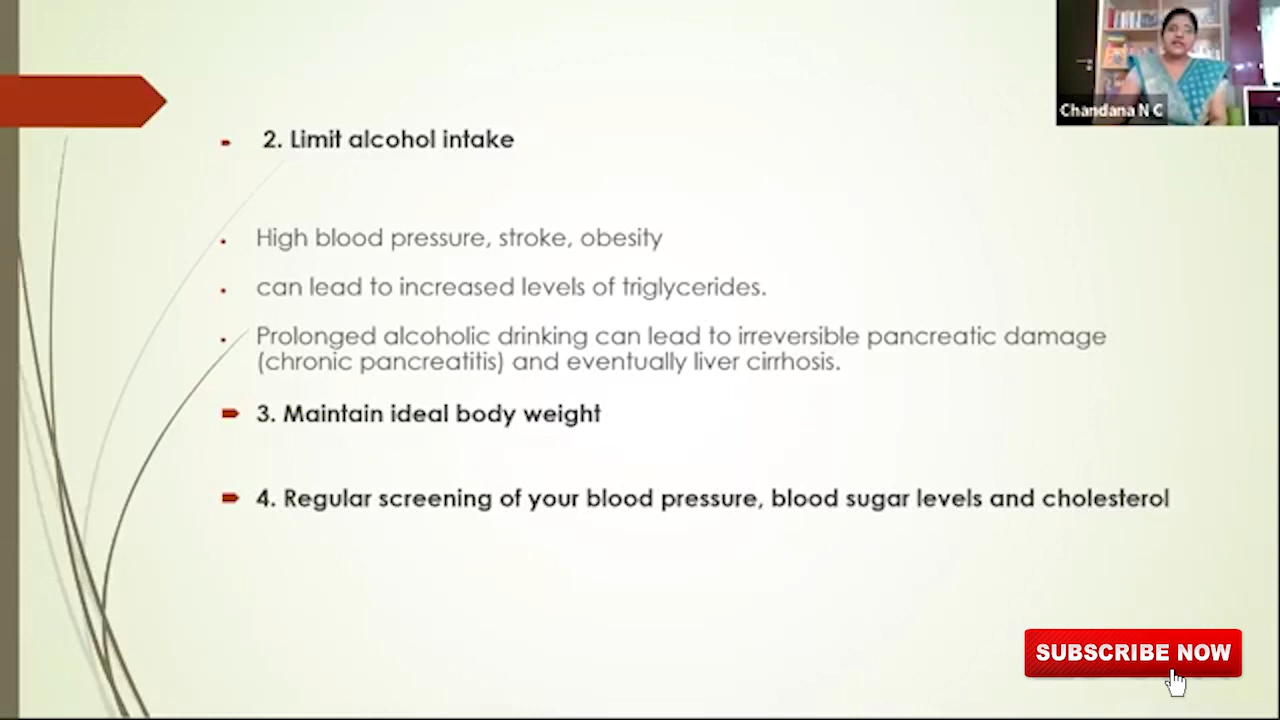 Chandana N C
2. Limit alcohol intake
High blood pressure, stroke, obesity
can lead to increased levels of triglycerides.
Prolonged alcoholic drinking can lead to irreversible pancreatic damage
(chronic pancreatitis) and eventually liver cirrhosis.
3. Maintain ideal body weight
4. Regular screening of your blood pressure, blood sugar levels and cholesterol
SUBSCRIBE NOW